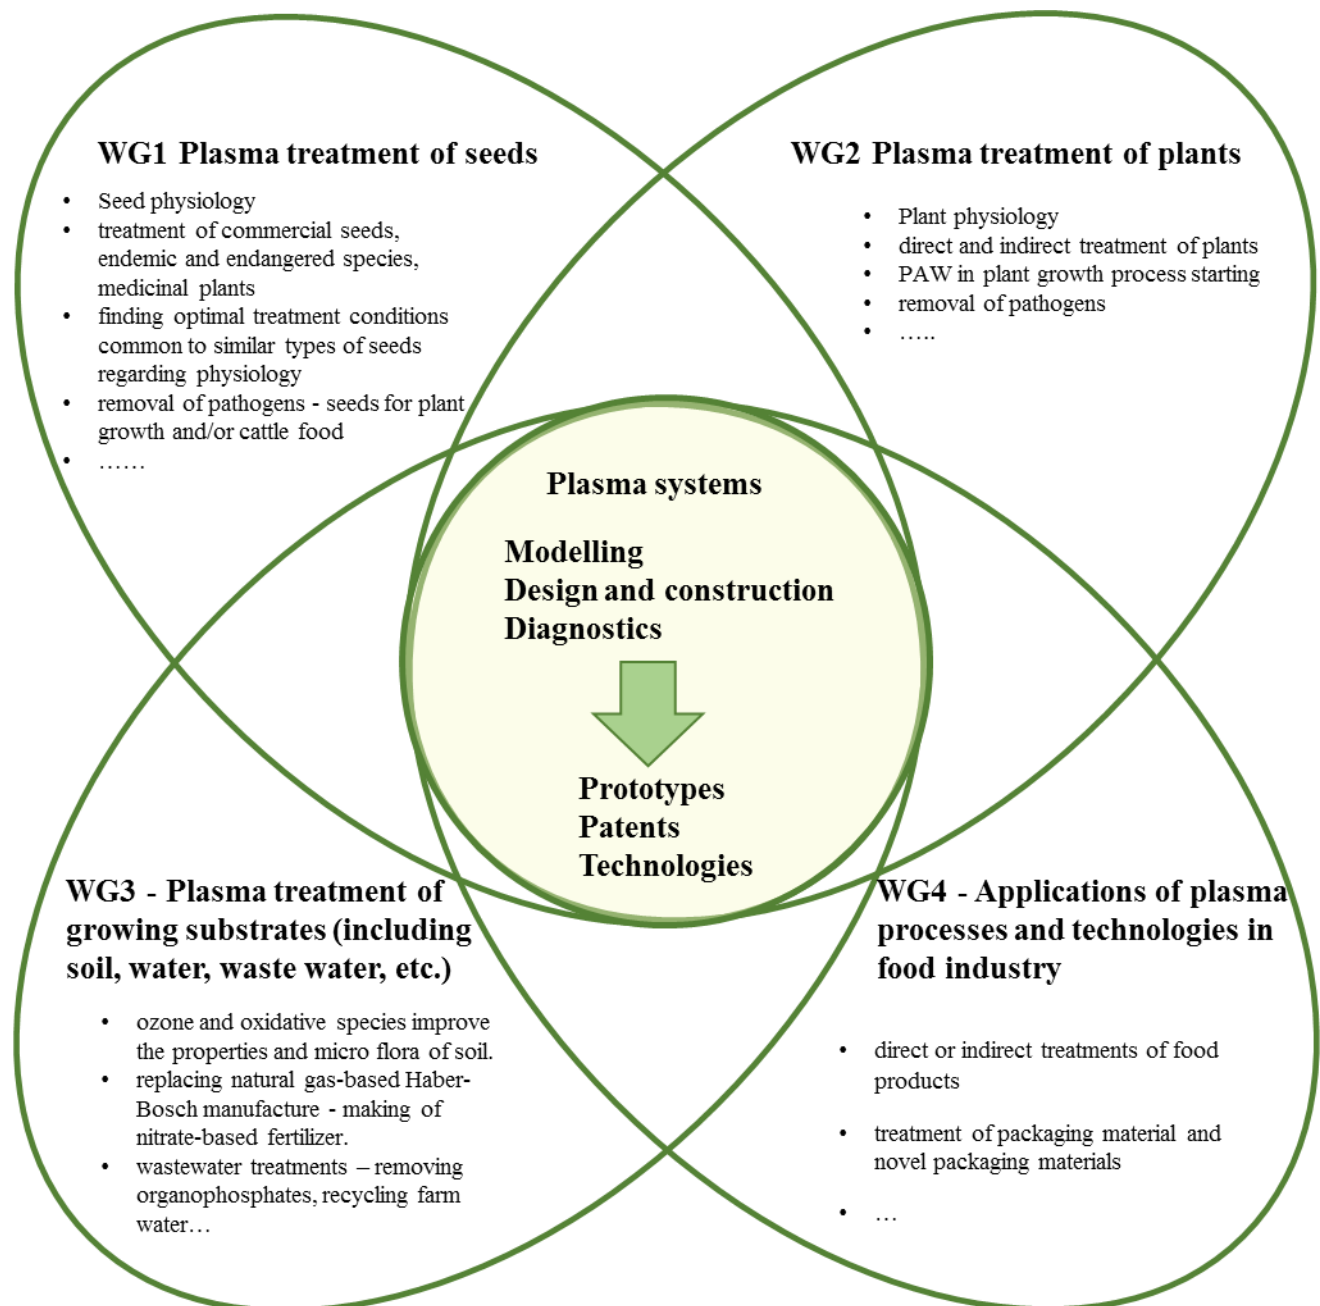 WG1 Plasma treatment of seeds
• Seed physiology
• treatment of commercial seeds,
endemic and endangered species,
medicinal plants
• finding optimal treatment conditions
common to similar types of seeds
regarding physiology
• removal of pathogens - seeds for plant
growth and/or cattle food
• ……
WG2 Plasma treatment of plants
• Plant physiology
• direct and indirect treatment of plants
• PAW in plant growth process starting
• removal of pathogens
• …..
Plasma systems
Modelling
Design and construction
Diagnostics
Prototypes
Patents
Technologies
WG3 - Plasma treatment of
growing substrates (including
soil, water, waste water, etc.)
• ozone and oxidative species improve
the properties and micro flora of soil.
• replacing natural gas-based Haber-
Bosch manufacture - making of
nitrate-based fertilizer.
• wastewater treatments – removing
organophosphates, recycling farm
water…
WG4 - Applications of plasma
processes and technologies in
food industry
• direct or indirect treatments of food
products
• treatment of packaging material and
novel packaging materials
• …